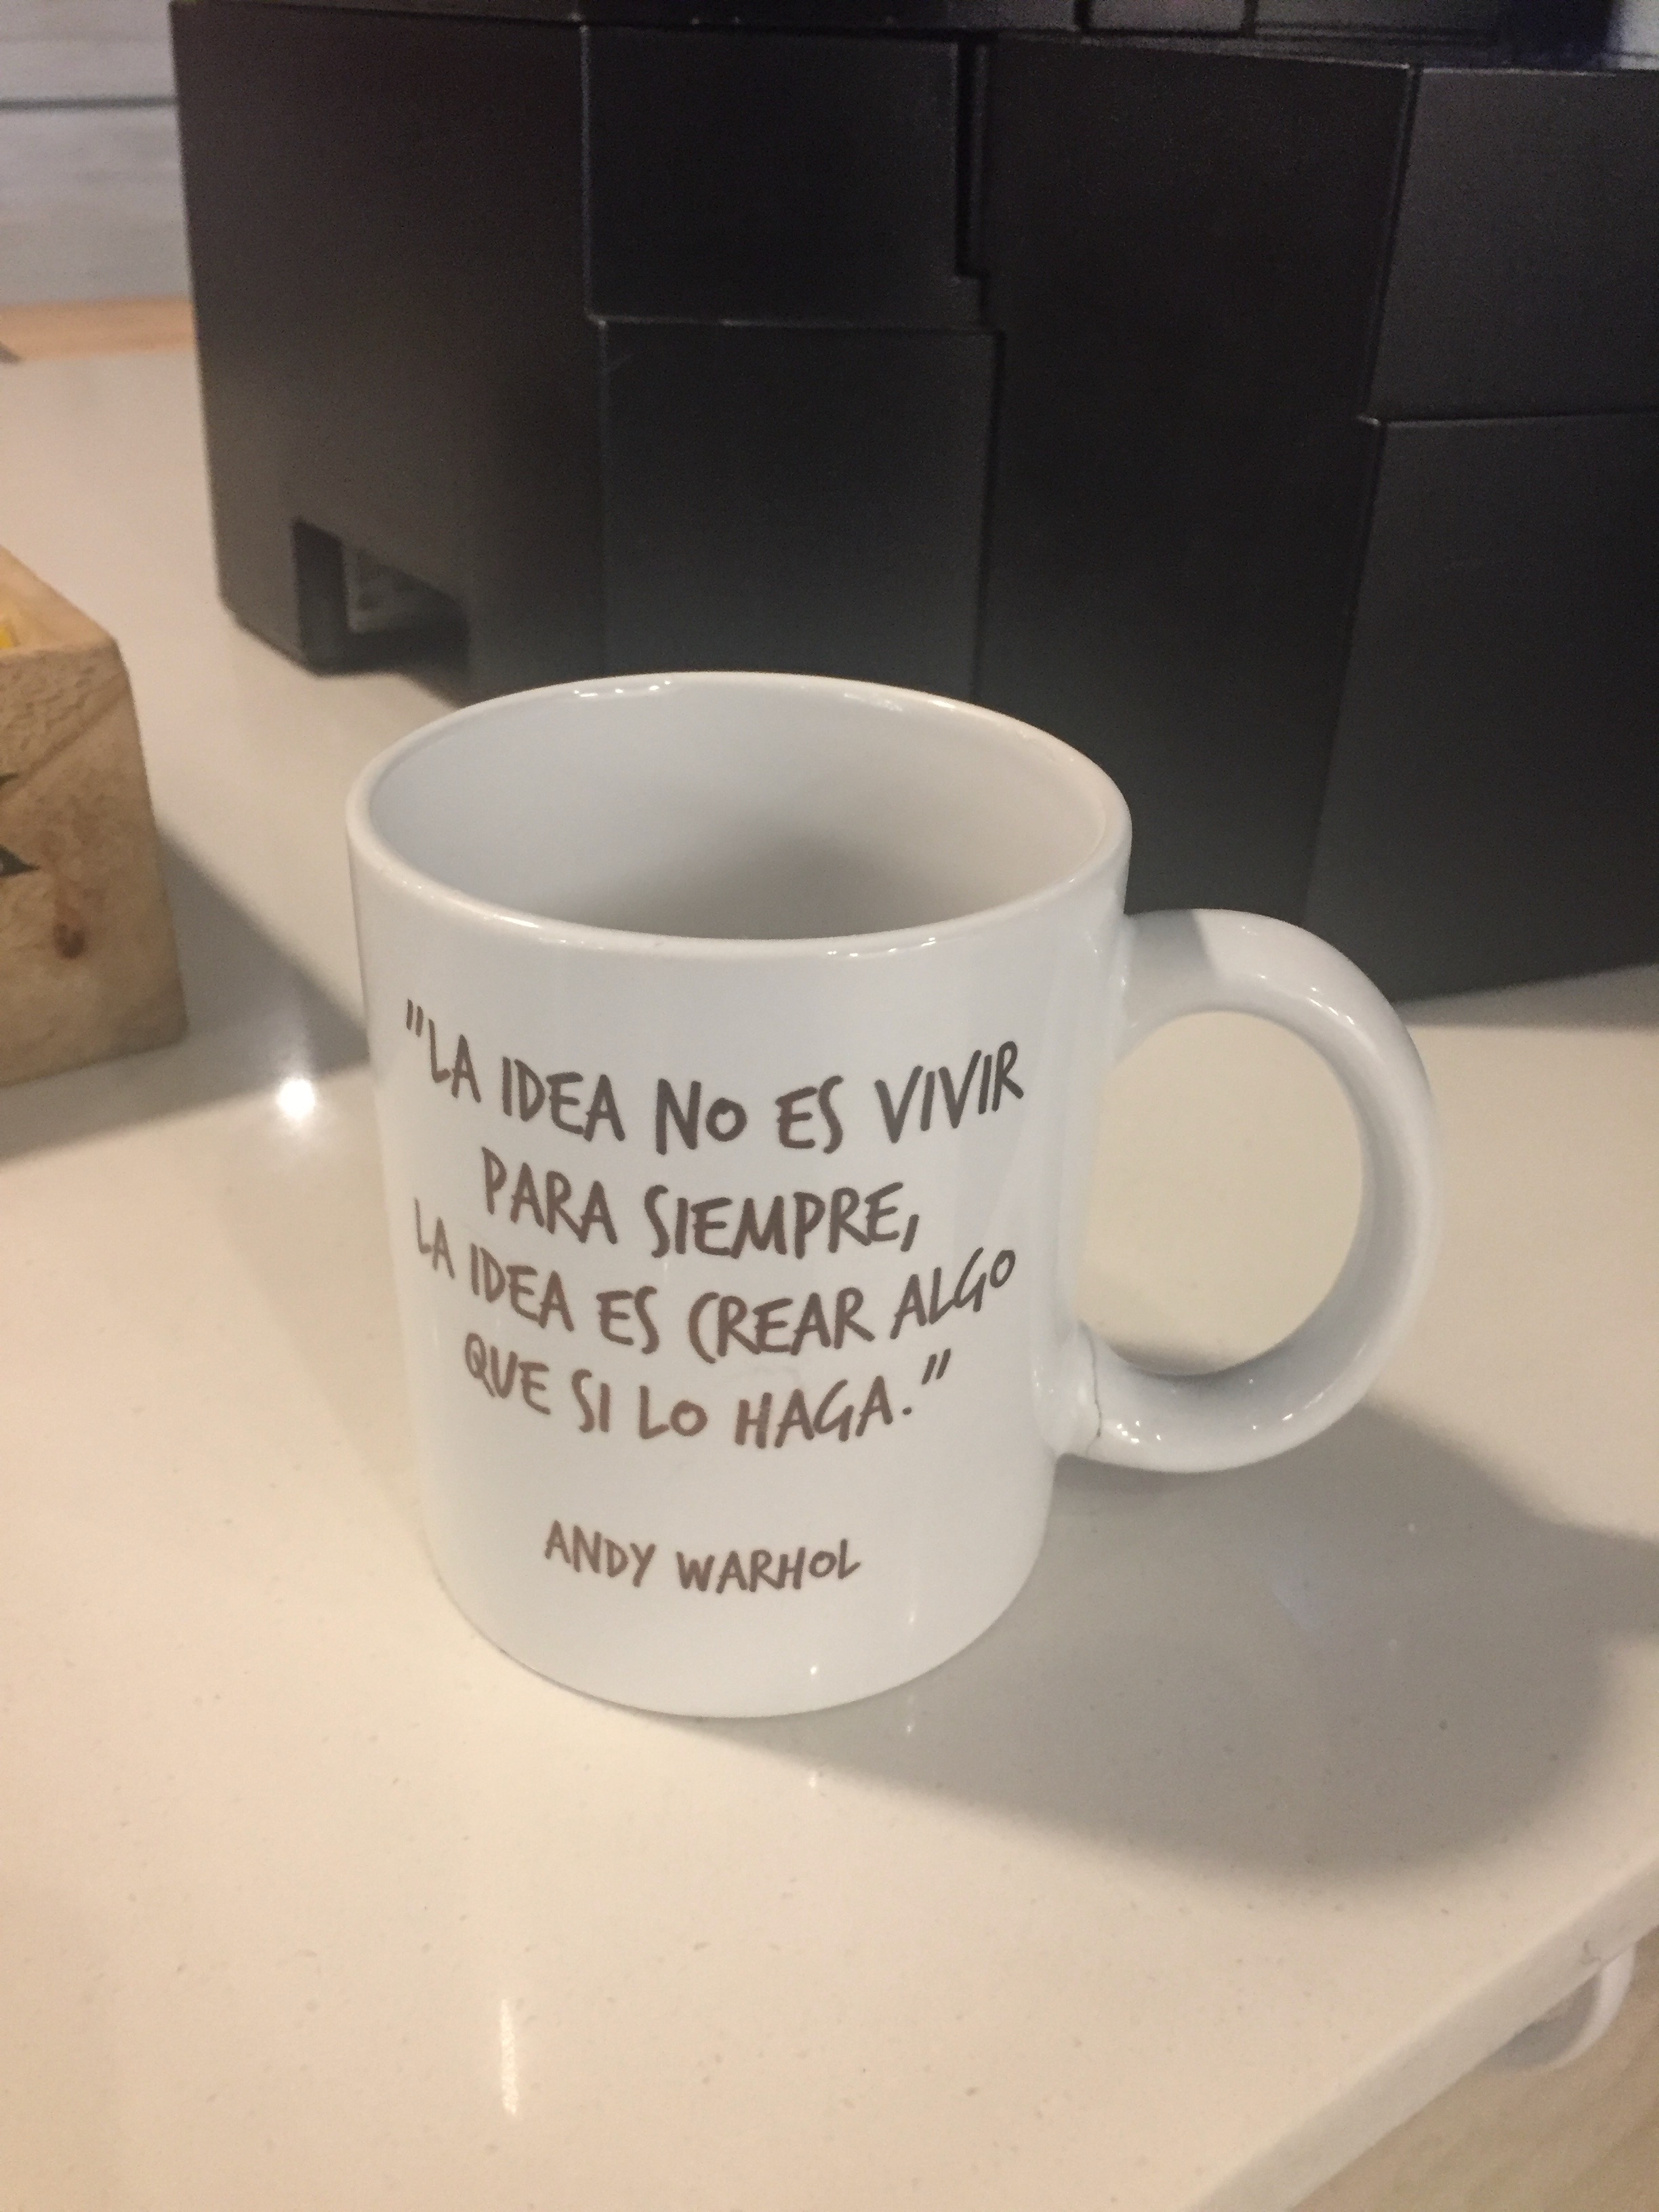 "LA IDEA NO ES VIVIR
PARA SIEMPRE,
LA IDEA ES CREAR ALGO
QUE SI LO HAGA."
ANDY WARHOL